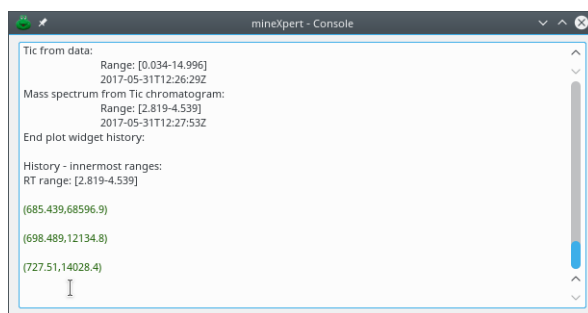 mineXpert - Console
Tic from data:
Range: [0.034-14.996]
2017-05-31T12:26:29Z
Mass spectrum from Tic chromatogram:
Range: [2.819-4.539]
2017-05-31T12:27:53Z
End plot widget history:
History - innermost ranges:
RT range: [2.819-4.539]
(685.439,68596.9)
(698.489,12134.8)
(727.51,14028.4)